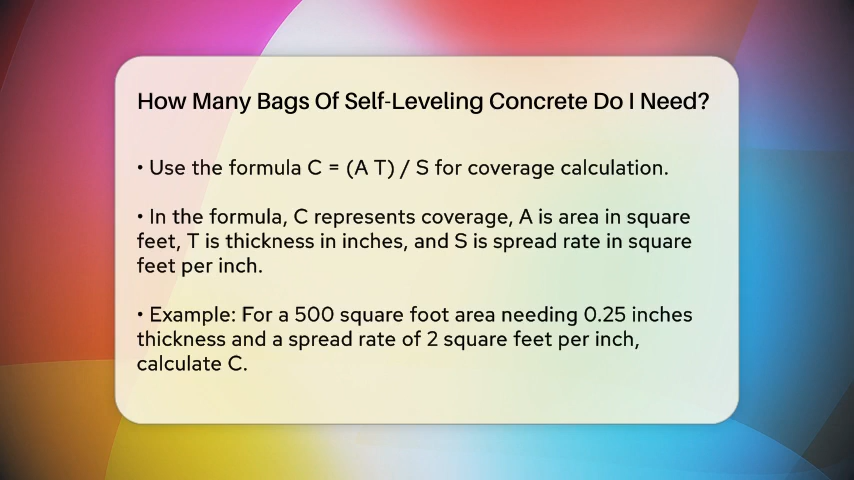 How Many Bags Of Self-Leveling Concrete Do I Need?
• Use the formula C = (A T) / S for coverage calculation.
• In the formula, C represents coverage, A is area in square
feet, T is thickness in inches, and S is spread rate in square
feet per inch.
• Example: For a 500 square foot area needing 0.25 inches
thickness and a spread rate of 2 square feet per inch,
calculate C.